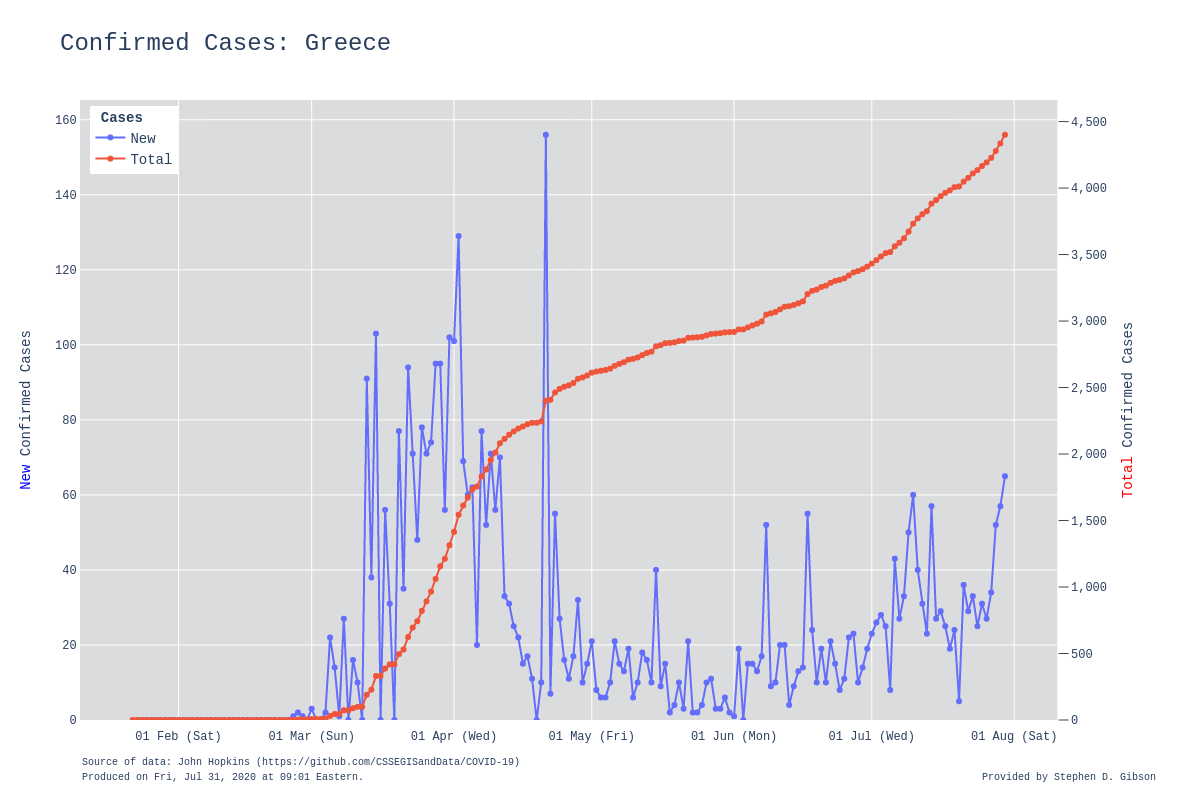 Confirmed Cases: Greece
Cases
New
Total
160
140
120
100
80
60
40
20
0
4,500
4,000
3,500
3,000
2,500
2,000
1,500
1,000
500
0
New Confirmed Cases
Total Confirmed Cases
01 Feb (Sat)
01 Mar (Sun)
01 Apr (Wed)
01 May (Fri)
01 Jun (Mon)
01 Jul (Wed)
01 Aug (Sat)
Source of data: John Hopkins (https://github.com/CSSEGISandData/COVID-19)
Produced on Fri, Jul 31, 2020 at 09:01 Eastern.
Provided by Stephen D. Gibson